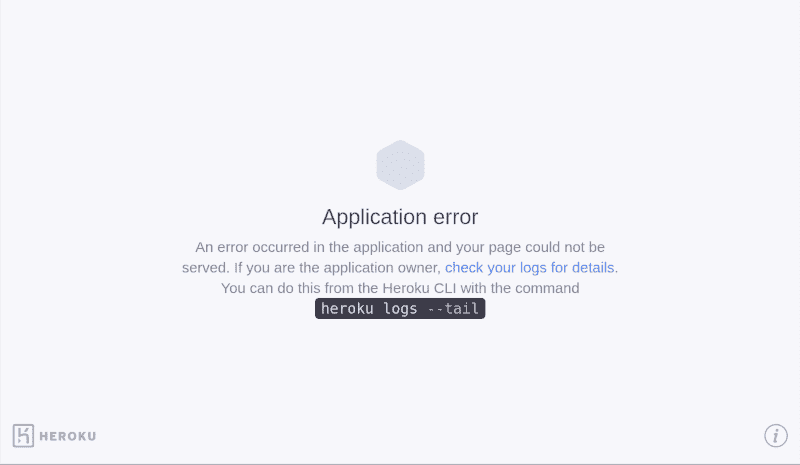 Application error
An error occurred in the application and your page could not be
served. If you are the application owner, check your logs for details.
You can do this from the Heroku CLI with the command
heroku logs --tail
HEROKU
i